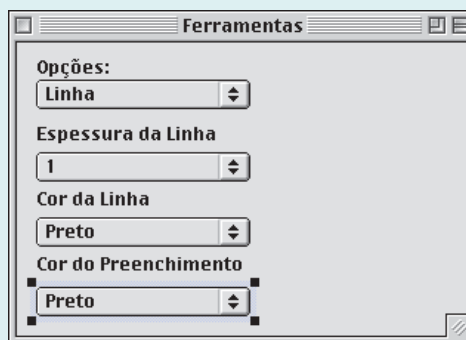 Ferramentas
Opções:
Linha
Espessura da Linha
1
Cor da Linha
Preto
Cor do Preenchimento
Preto